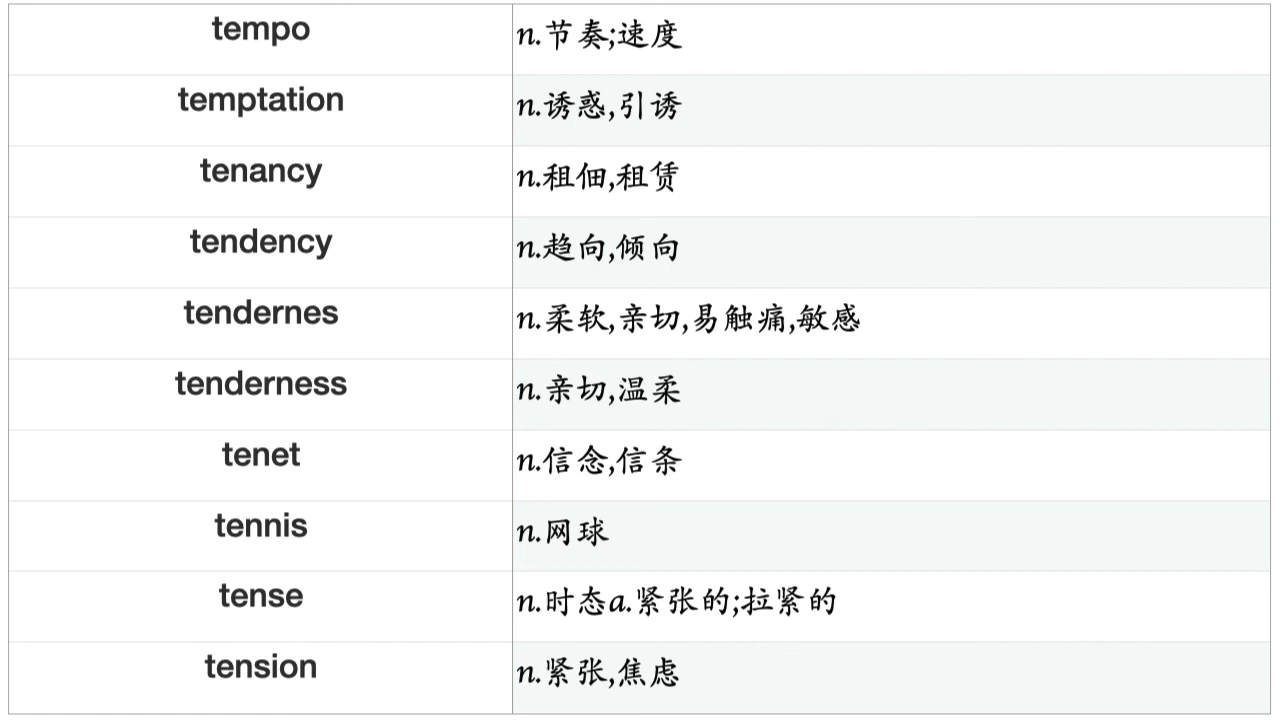 tempo n.节奏;速度
temptation n.诱惑,引诱
tenancy n.租佃,租赁
tendency n.趋向,倾向
tendernes n.柔软,亲切,易触痛,敏感
tenderness n.亲切,温柔
tenet n.信念,信条
tennis n.网球
tense n.时态a.紧张的;拉紧的
tension n.紧张,焦虑